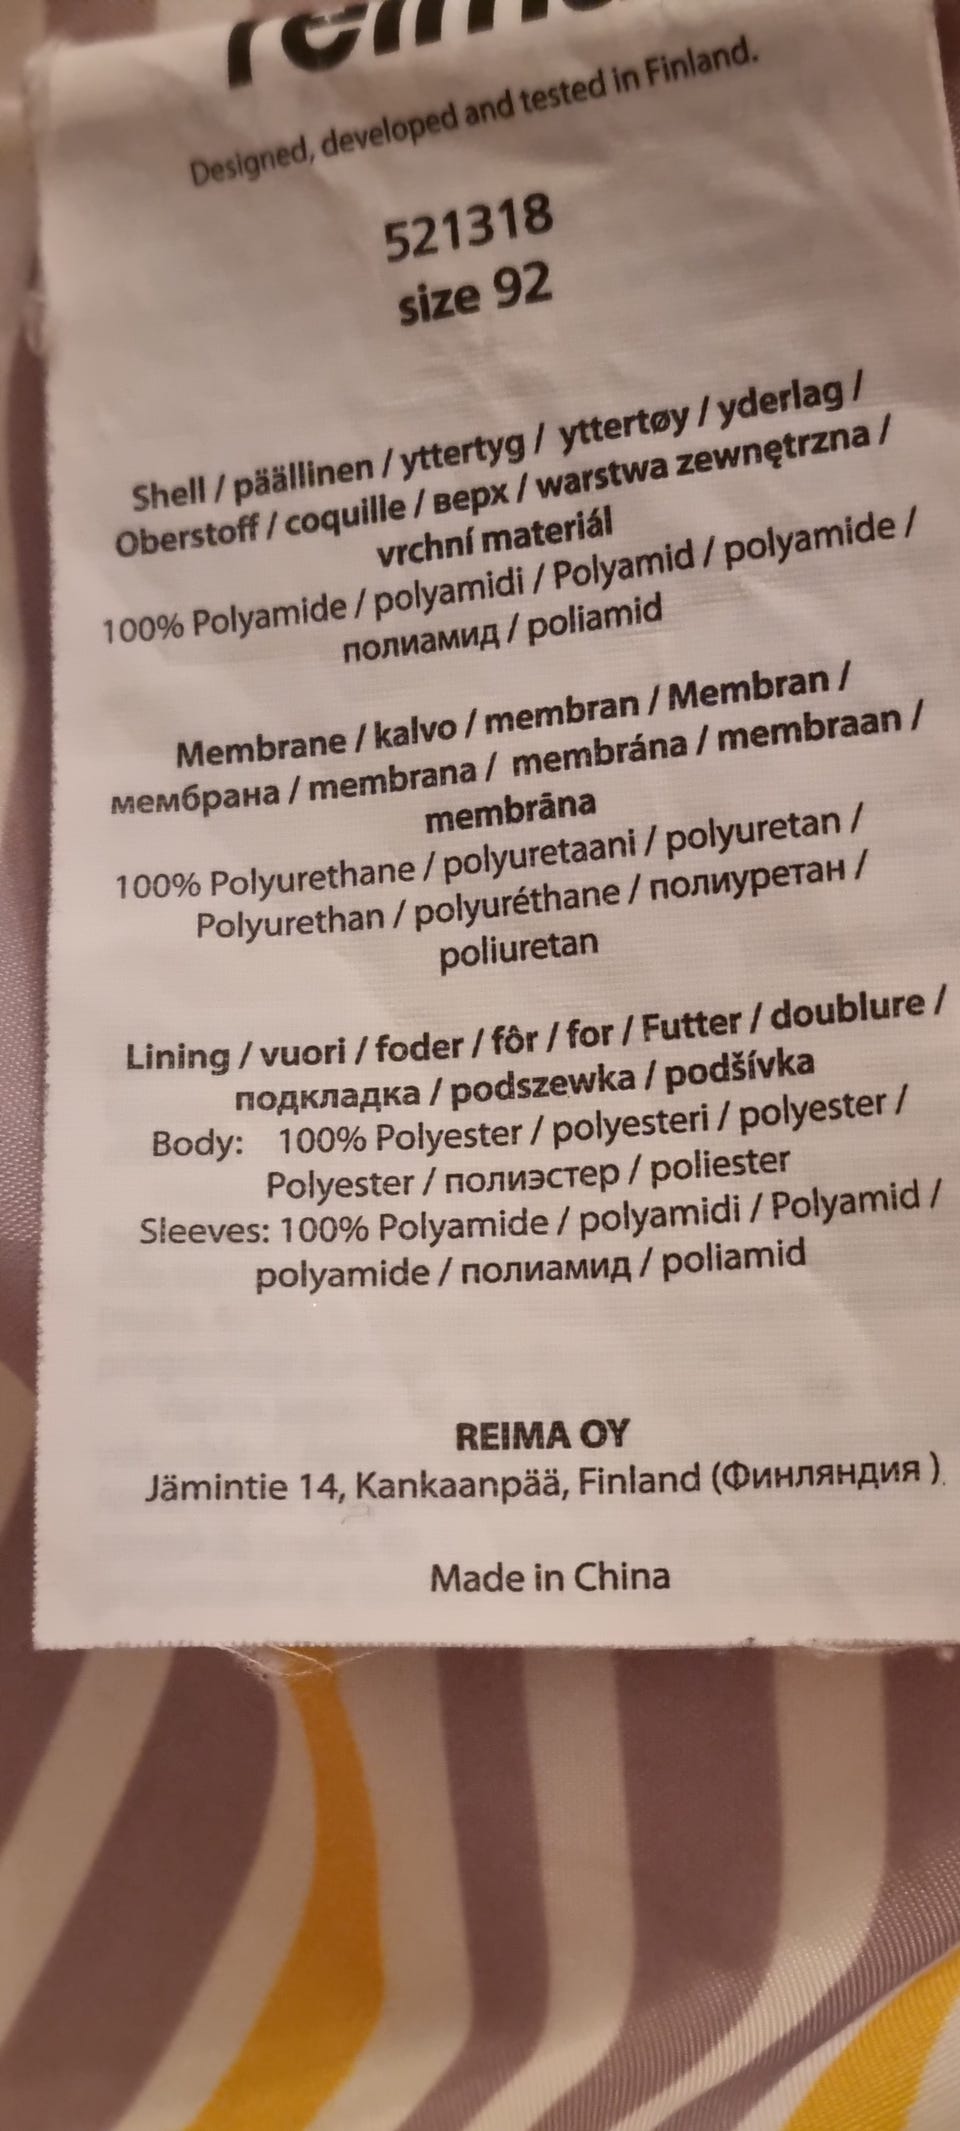 reima
Designed, developed and tested in Finland.
521318
size 92
Shell / päällinen / yttertyg / yttertøy / yderlag /
Oberstoff / coquille / верх / warstwa zewnętrzna /
vrchní materiál
100% Polyamide / polyamidi / Polyamid / polyamide /
полиамид / poliamid
Membrane / kalvo / membran / Membran /
мембрана / membrana / membrána / membraan /
membrāna
100% Polyurethane / polyuretaani / polyuretan /
Polyurethan / polyuréthane / полиуретан /
poliuretan
Lining / vuori / foder / fôr / for / Futter / doublure /
подкладка / podszewka / podšívka
Body: 100% Polyester / polyesteri / polyester /
Polyester / полиэстер / poliester
Sleeves: 100% Polyamide / polyamidi / Polyamid /
polyamide / полиамид / poliamid
REIMA OY
Jämintie 14, Kankaanpää, Finland (Финляндия ).
Made in China